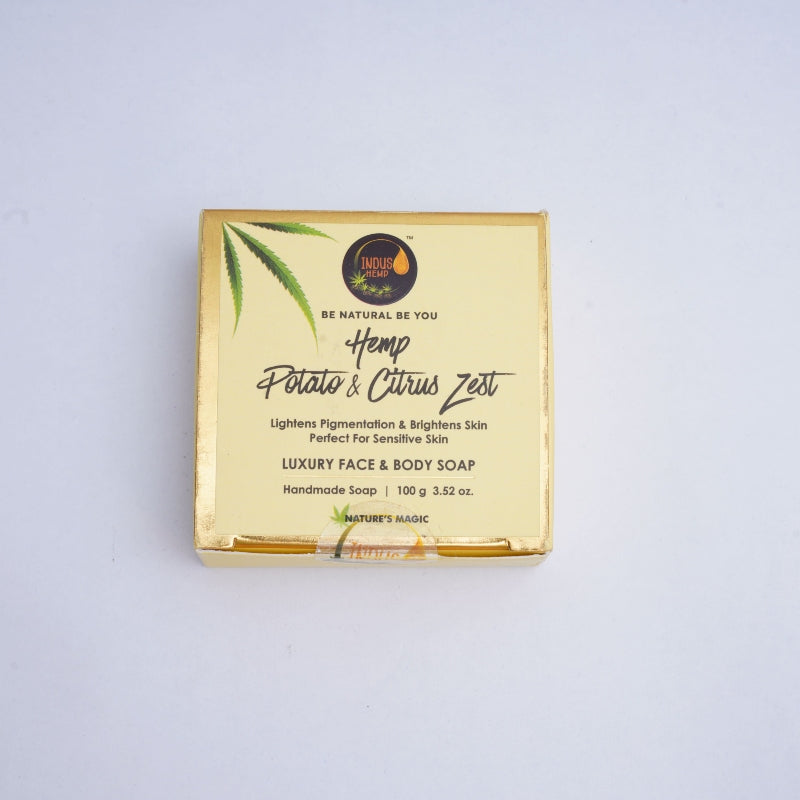 INDUS
HEMP
™
BE NATURAL BE YOU
Hemp
Potato & Citrus Zest
Lightens Pigmentation & Brightens Skin
Perfect For Sensitive Skin
LUXURY FACE & BODY SOAP
Handmade Soap | 100 g 3.52 oz.
NATURE'S MAGIC
Indus